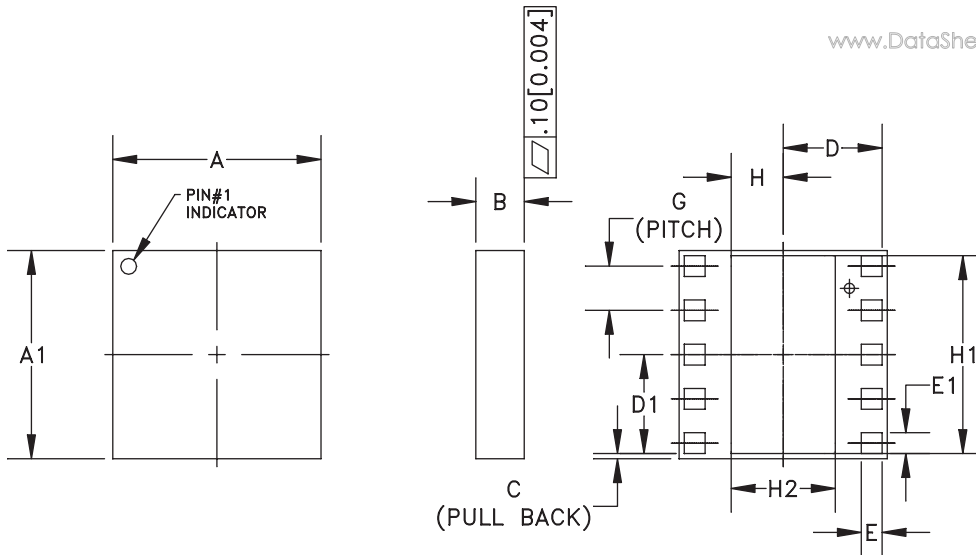 www.DataShe
.10[0.004]
A
PIN#1
INDICATOR
A1
B
D
H
G
(PITCH)
H1
E1
D1
C
(PULL BACK)
H2
E